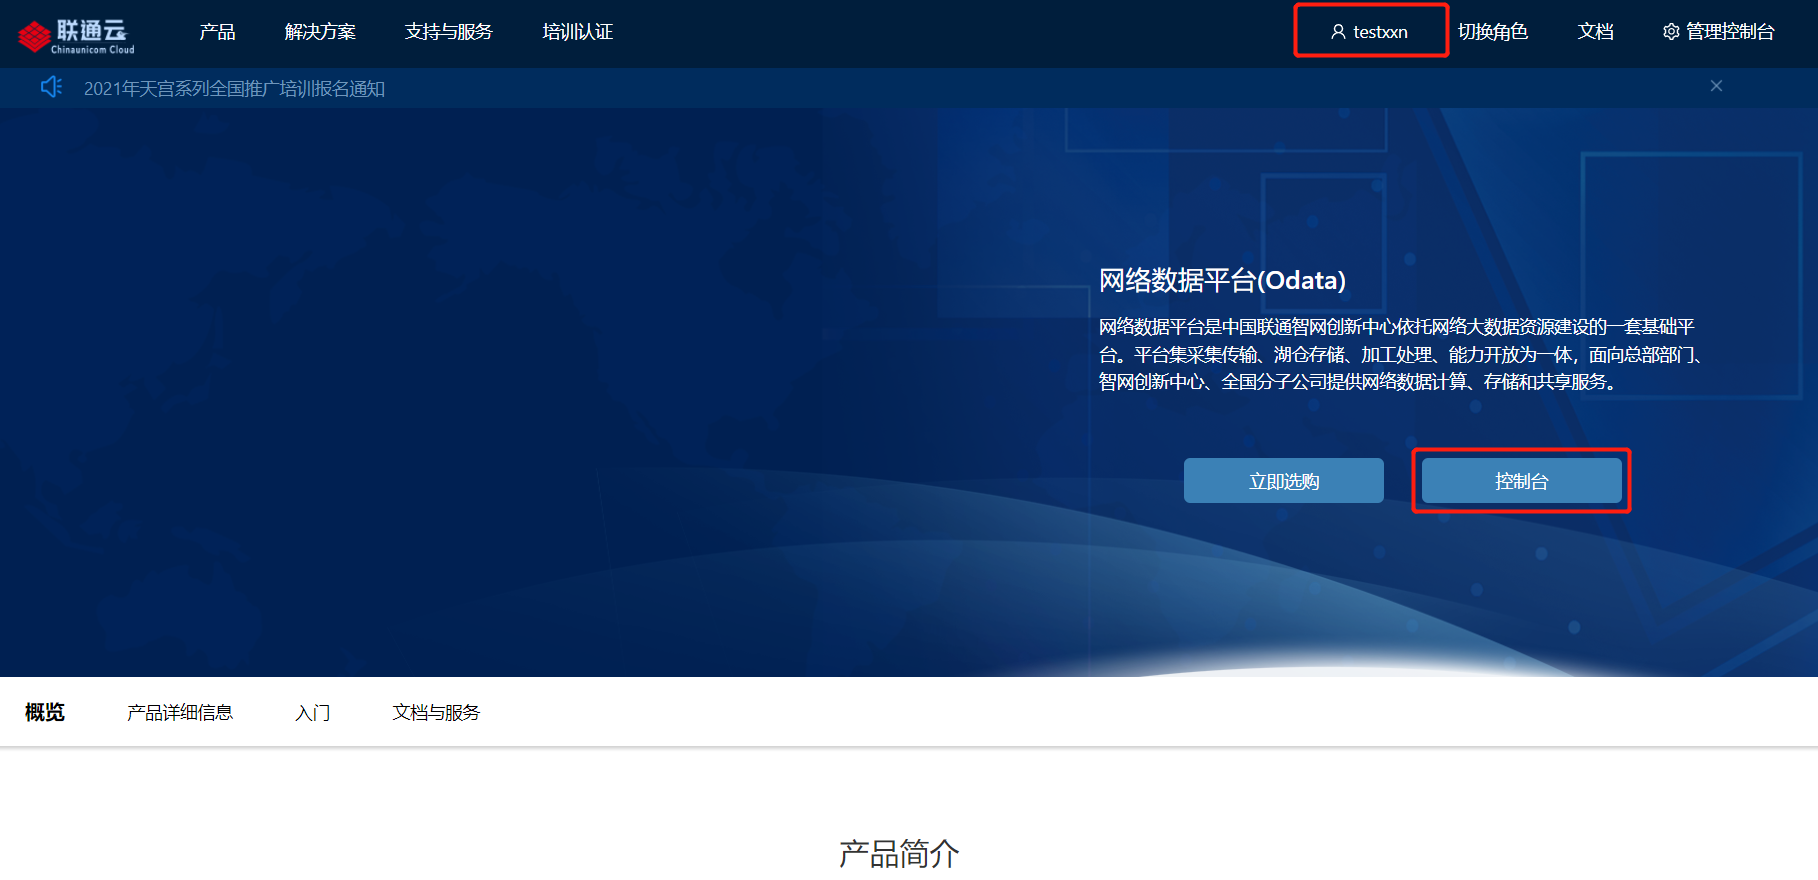 联通云
Chinaunicom Cloud
产品 解决方案 支持与服务 培训认证 testxxn 切换角色 文档 管理控制台
2021年天宫系列全国推广培训报名通知
网络数据平台(Odata)
网络数据平台是中国联通智网创新中心依托网络大数据资源建设的一套基础平
台。平台集采集传输、湖仓存储、加工处理、能力开放为一体，面向总部部门、
智网创新中心、全国分子公司提供网络数据计算、存储和共享服务。
立即选购 控制台
概览 产品详细信息 入门 文档与服务
产品简介